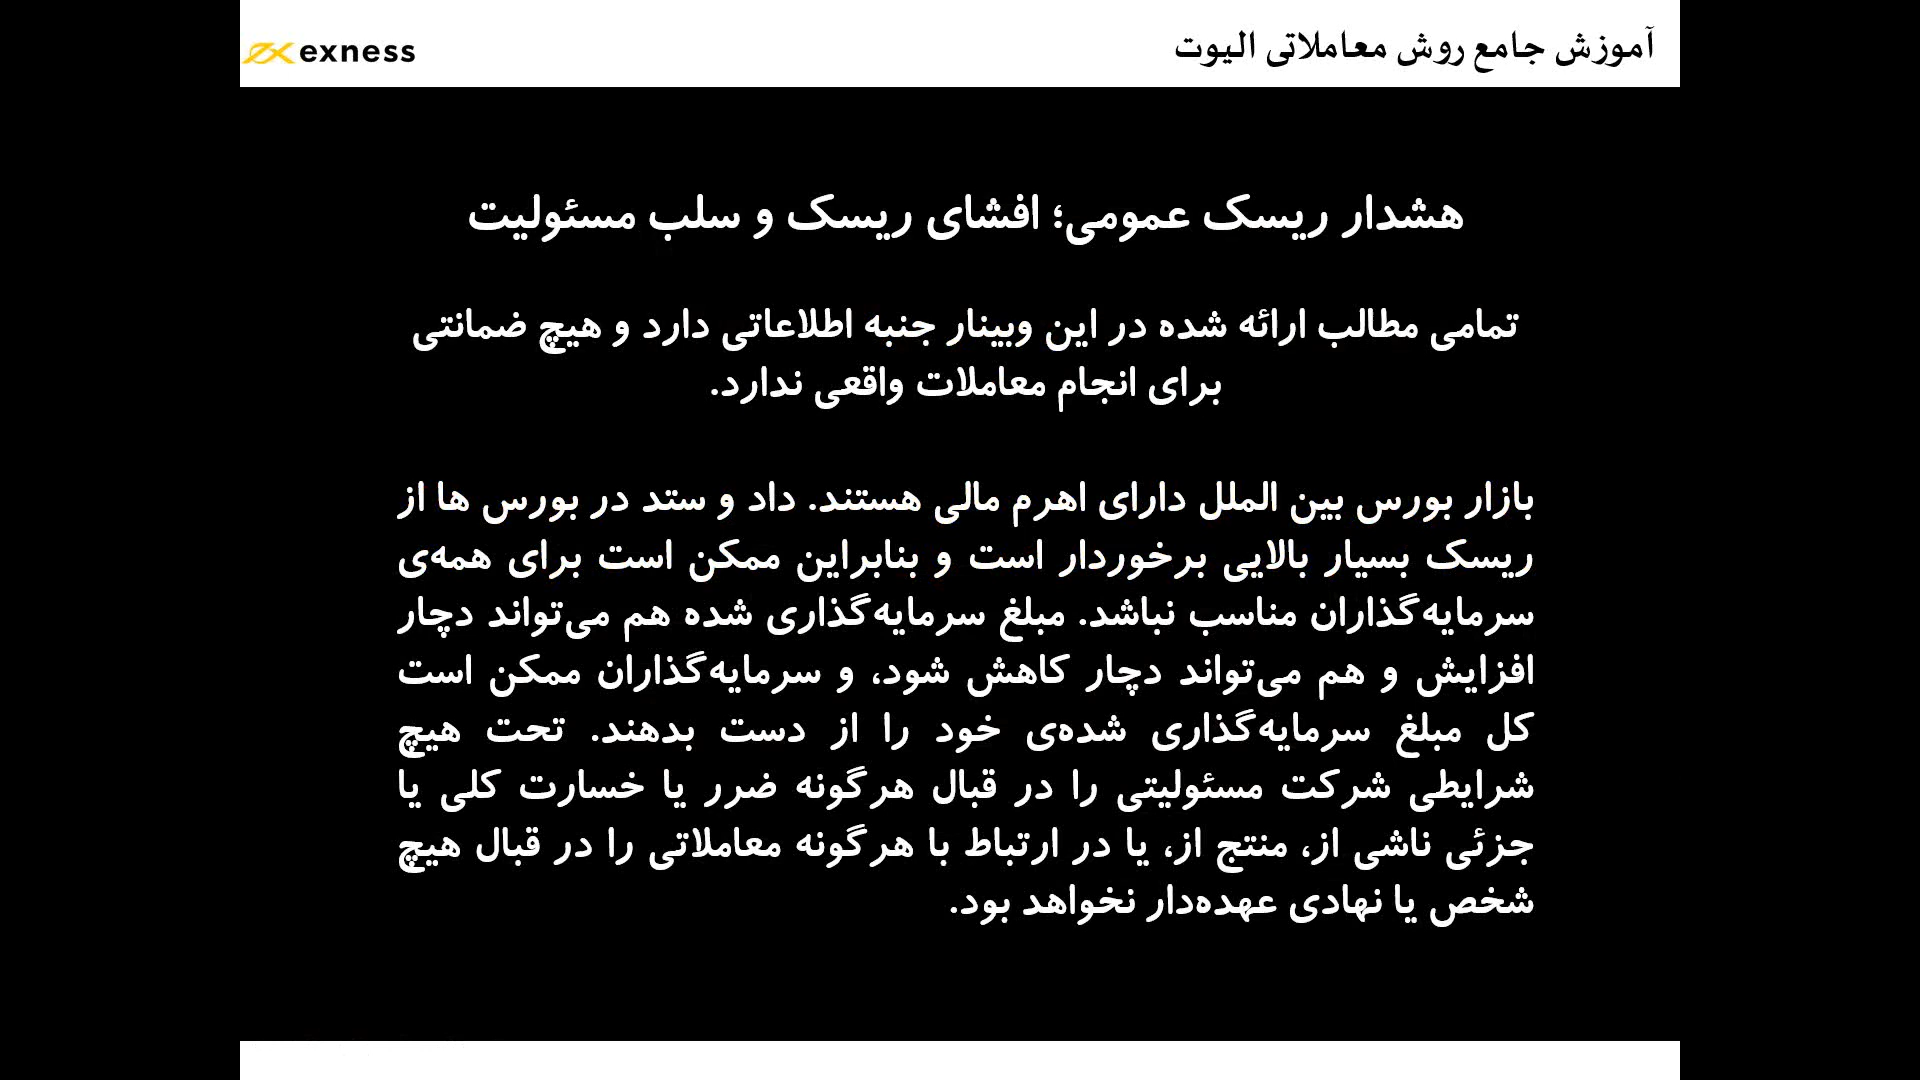 آموزش جامع روش معاملاتی الیوت
exness
هشدار ریسک عمومی؛ افشای ریسک و سلب مسئولیت
تمامی مطالب ارائه شده در این وبینار جنبه اطلاعاتی دارد و هیچ ضمانتی
برای انجام معاملات واقعی ندارد.
بازار بورس بین الملل دارای اهرم مالی هستند. داد و ستد در بورس ها از
ریسک بسیار بالایی برخوردار است و بنابراین ممکن است برای همه‌ی
سرمایه‌گذاران مناسب نباشد. مبلغ سرمایه‌گذاری شده هم می‌تواند دچار
افزایش و هم می‌تواند دچار کاهش شود، و سرمایه‌گذاران ممکن است
کل مبلغ سرمایه‌گذاری شده‌ی خود را از دست بدهند. تحت هیچ
شرایطی شرکت مسئولیتی را در قبال هرگونه ضرر یا خسارت کلی یا
جزئی ناشی از، منتج از، یا در ارتباط با هرگونه معاملاتی را در قبال هیچ
شخص یا نهادی عهده‌دار نخواهد بود.